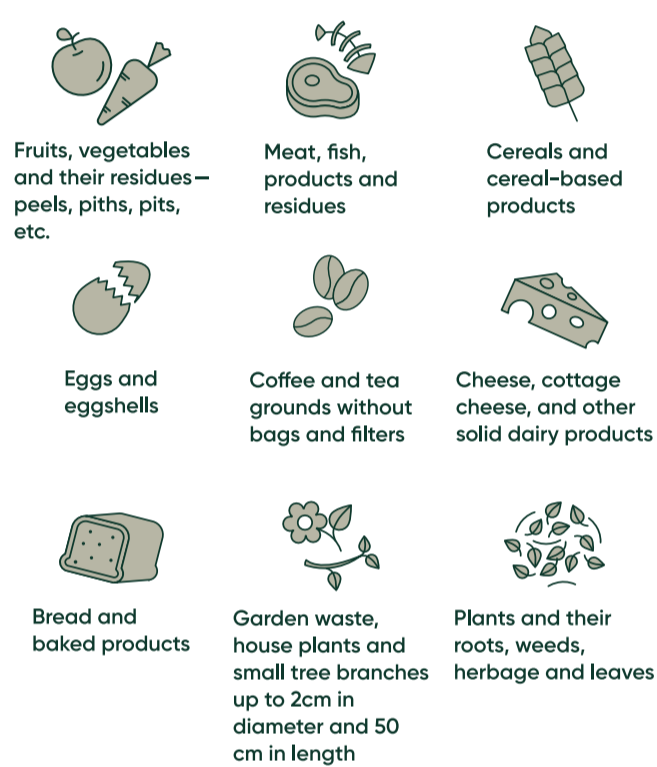 Fruits, vegetables
and their residues—
peels, piths, pits,
etc.
Meat, fish,
products and
residues
Cereals and
cereal-based
products
Eggs and
eggshells
Coffee and tea
grounds without
bags and filters
Cheese, cottage
cheese, and other
solid dairy products
Bread and
baked products
Garden waste,
house plants and
small tree branches
up to 2cm in
diameter and 50
cm in length
Plants and their
roots, weeds,
herbage and leaves